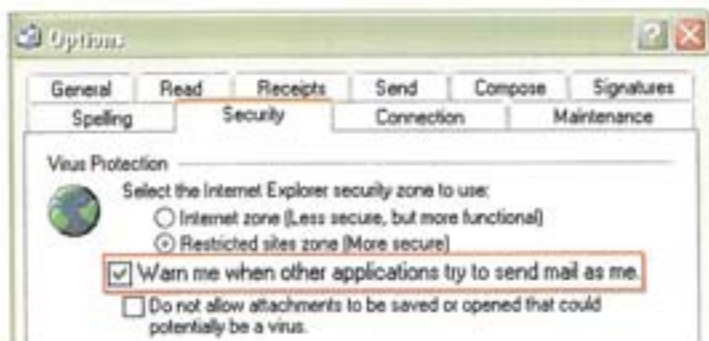 Options
General Read Receipts Send Compose Signatures
Spelling Security Connection Maintenance
Virus Protection
Select the Internet Explorer security zone to use:
Internet zone (Less secure, but more functional)
Restricted sites zone (More secure)
Warn me when other applications try to send mail as me.
Do not allow attachments to be saved or opened that could
potentially be a virus.